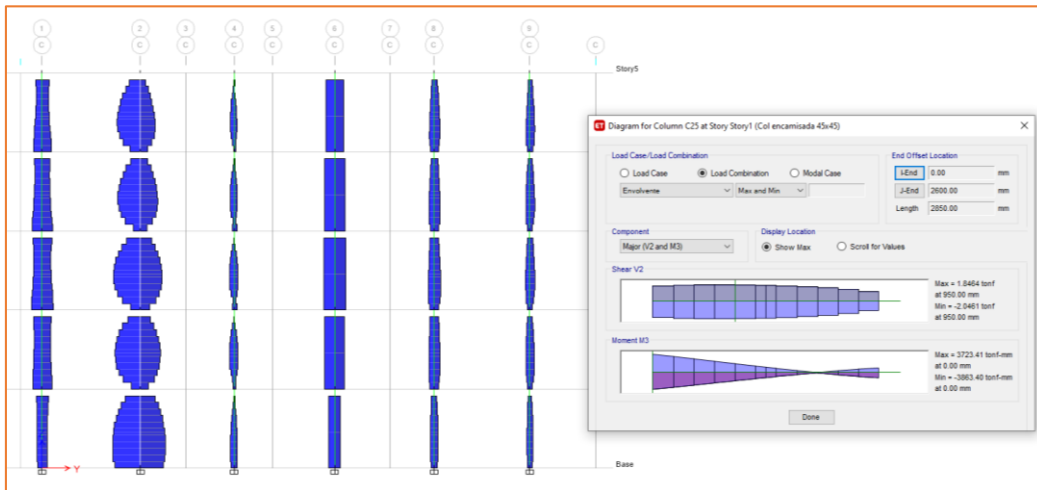 1 2 3 4 5 6 7 8 9
C C C C C C C C C C
Story5
Base
Y
ET Diagram for Column C25 at Story Story1 (Col encamisada 45x45)
Load Case/Load Combination
Load Case Load Combination Modal Case
Envolvente Max and Min
End Offset Location
I-End 0.00 mm
J-End 2600.00 mm
Length 2850.00 mm
Component
Major (V2 and M3)
Display Location
Show Max Scroll for Values
Shear V2
Max = 1.8464 tonf
at 950.00 mm
Min = -2.0461 tonf
at 950.00 mm
Moment M3
Max = 3723.41 tonf-mm
at 0.00 mm
Min = -3863.40 tonf-mm
at 0.00 mm
Done